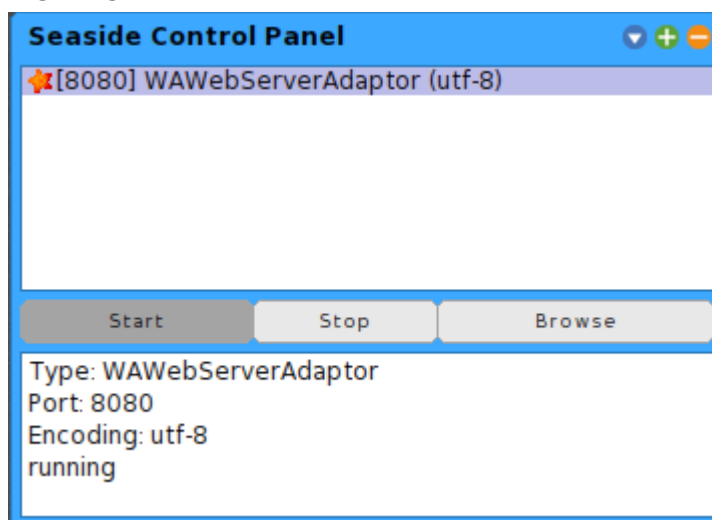 Seaside Control Panel
[8080] WAWebServerAdaptor (utf-8)
Start Stop Browse
Type: WAWebServerAdaptor
Port: 8080
Encoding: utf-8
running